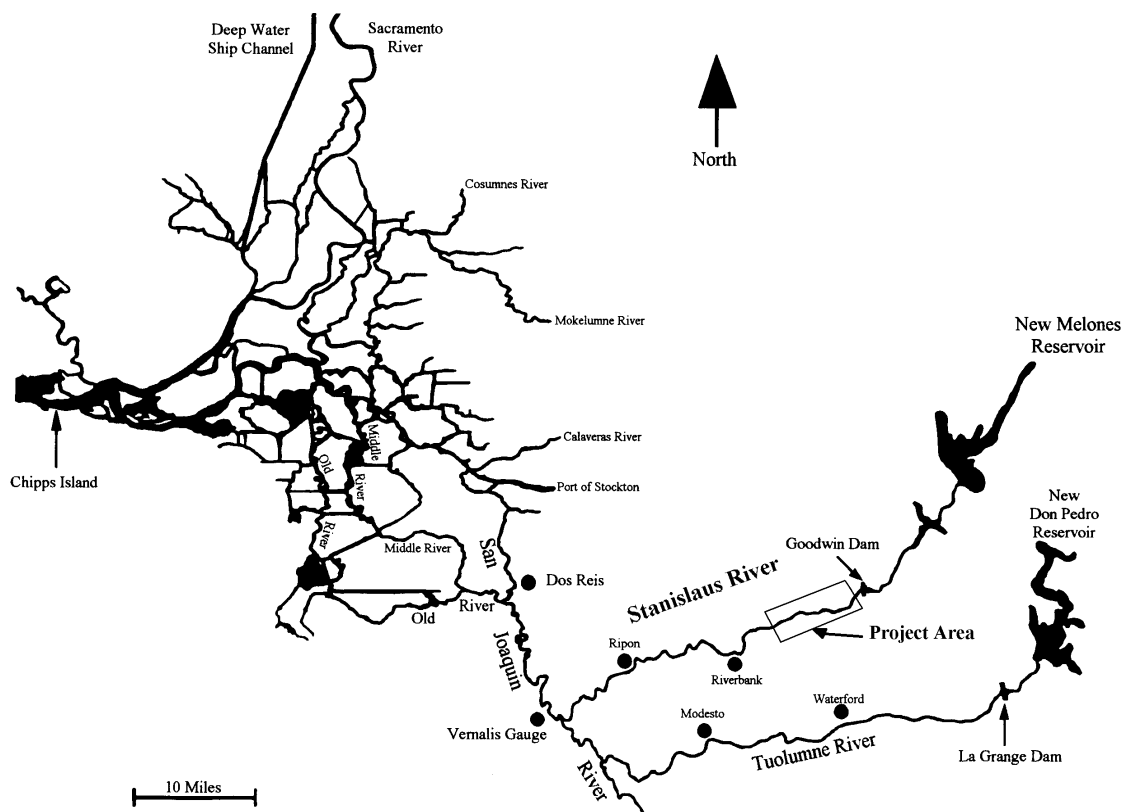 Deep Water
Ship Channel
Sacramento
River
North
Cosumnes River
Mokelumne River
New Melones
Reservoir
Chipps Island
Calaveras River
Port of Stockton
Middle
River
Old
River
Middle River
San
Joaquin
River
Old
River
Dos Reis
New
Don Pedro
Reservoir
Goodwin Dam
Stanislaus River
Project Area
Ripon
Riverbank
Vernalis Gauge
Modesto
Waterford
Tuolumne River
La Grange Dam
10 Miles